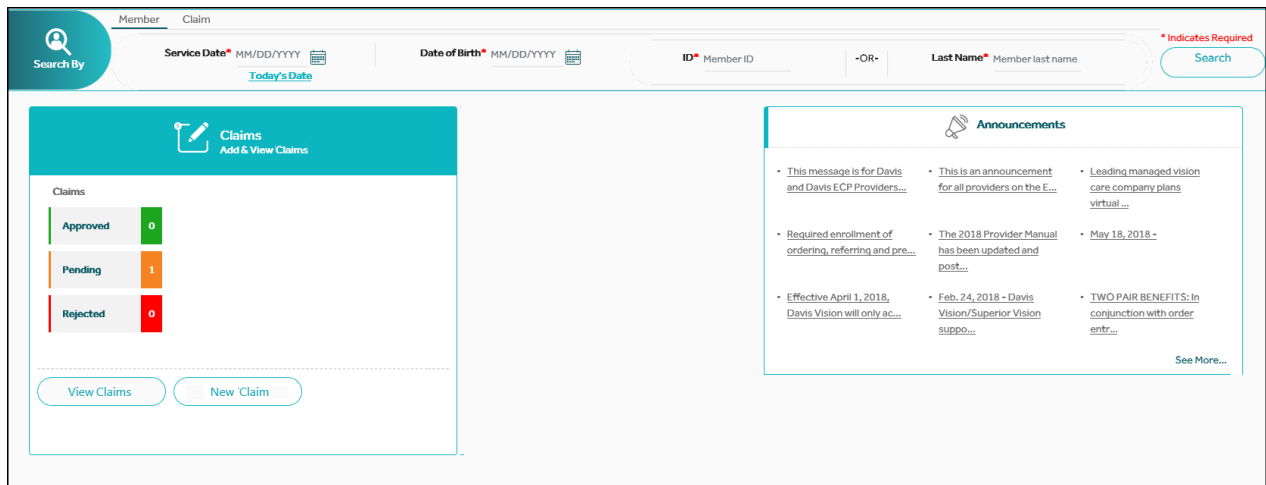 Member Claim
Search By
Service Date* MM/DD/YYYY
Today's Date
Date of Birth* MM/DD/YYYY
ID* Member ID
-OR-
Last Name* Member last name
* Indicates Required
Search
Claims
Add & View Claims
Claims
Approved 0
Pending 1
Rejected 0
View Claims New Claim
Announcements
• This message is for Davis
and Davis ECP Providers...
• This is an announcement
for all providers on the E...
• Leading managed vision
care company plans
virtual ...
• Required enrollment of
ordering, referring and pre...
• The 2018 Provider Manual
has been updated and
post...
• May 18, 2018 -
• Effective April 1, 2018,
Davis Vision will only ac...
• Feb. 24, 2018 - Davis
Vision/Superior Vision
suppo...
• TWO PAIR BENEFITS: In
conjunction with order
entr...
See More...